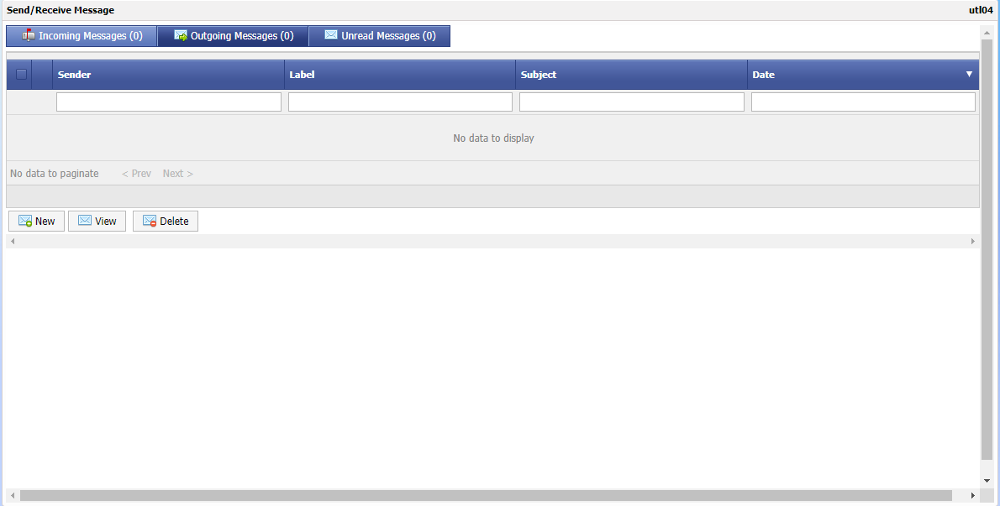 Send/Receive Message utl04
Incoming Messages (0) Outgoing Messages (0) Unread Messages (0)
Sender Label Subject Date ▼
No data to display
No data to paginate < Prev Next >
New View Delete